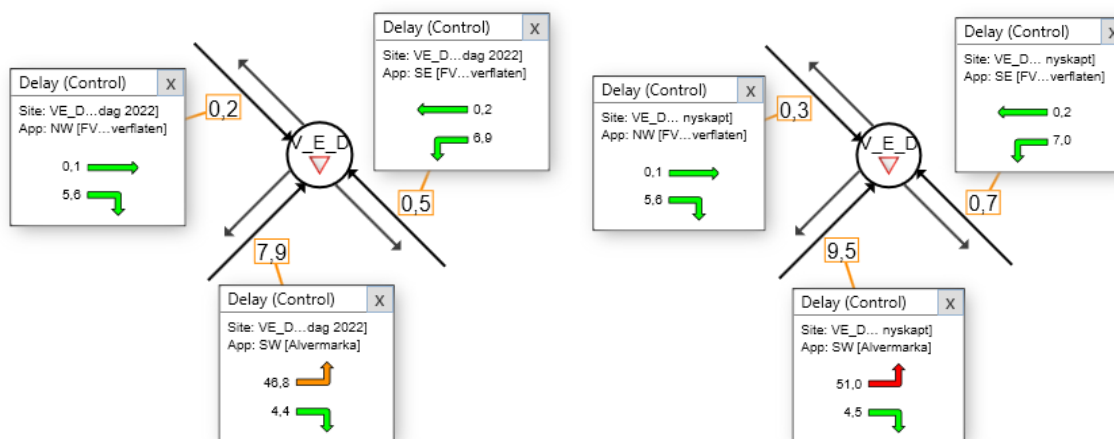 Delay (Control) X
Site: VE_D...dag 2022]
App: SE [FV...verflaten]
0,2
6,9
0,5
Delay (Control) X
Site: VE_D...dag 2022]
App: NW [FV...verflaten]
0,1
5,6
0,2
V_E_D
7,9
Delay (Control) X
Site: VE_D...dag 2022]
App: SW [Alvermarka]
46,8
4,4
Delay (Control) X
Site: VE_D... nyskapt]
App: SE [FV...verflaten]
0,2
7,0
0,7
Delay (Control) X
Site: VE_D... nyskapt]
App: NW [FV...verflaten]
0,1
5,6
0,3
V_E_D
9,5
Delay (Control) X
Site: VE_D... nyskapt]
App: SW [Alvermarka]
51,0
4,5